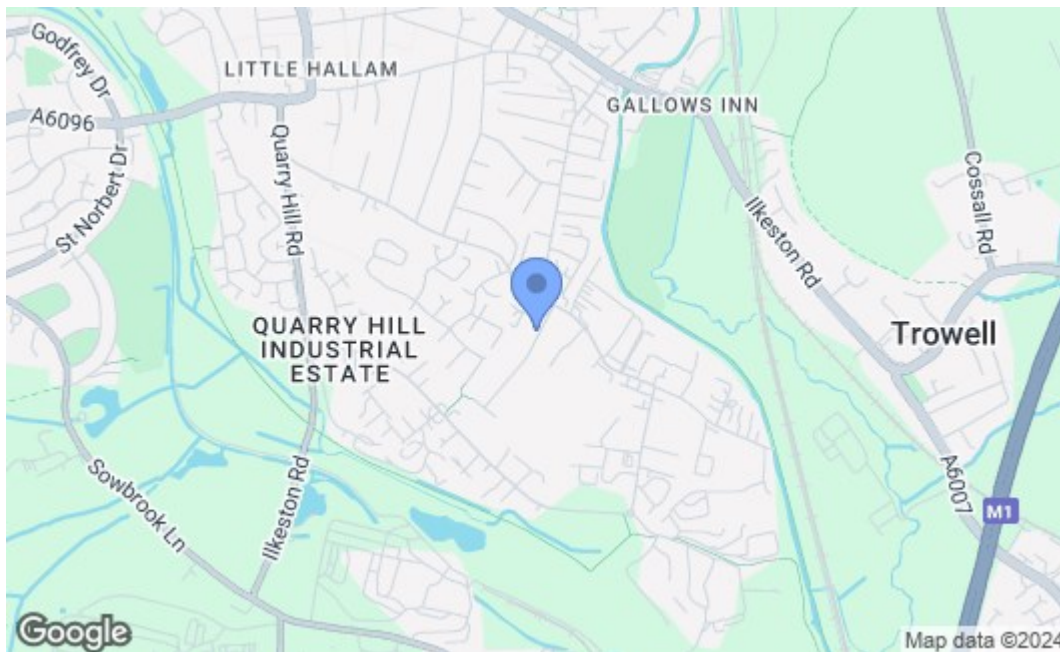 Godfrey Dr
LITTLE HALLAM
A6096
GALLOWS INN
St Norbert Dr
Quarry Hill Rd
Cossall Rd
Ilkeston Rd
QUARRY HILL
INDUSTRIAL
ESTATE
Trowell
Sowbrook Ln
Ilkeston Rd
A6007
M1
Google
Map data ©2024